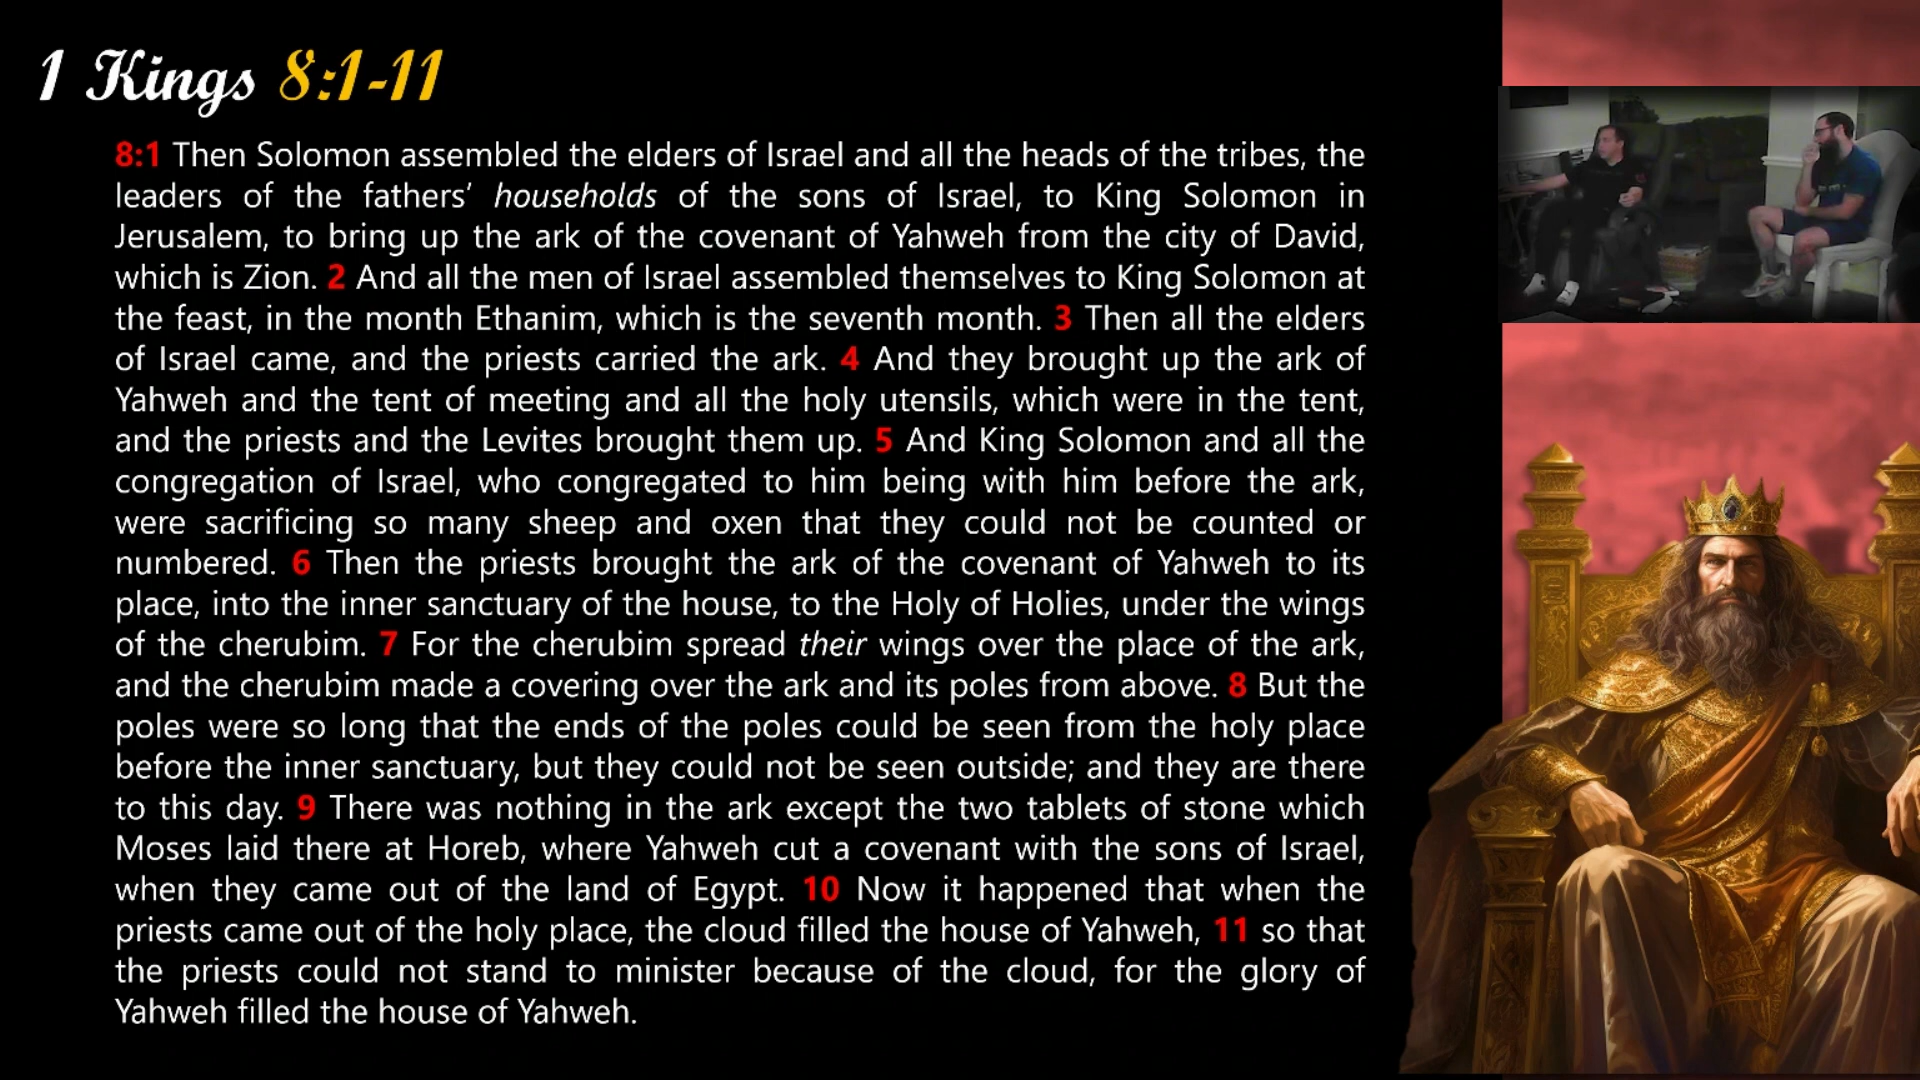 1 Kings 8:1-11
8:1 Then Solomon assembled the elders of Israel and all the heads of the tribes, the
leaders of the fathers’ households of the sons of Israel, to King Solomon in
Jerusalem, to bring up the ark of the covenant of Yahweh from the city of David,
which is Zion. 2 And all the men of Israel assembled themselves to King Solomon at
the feast, in the month Ethanim, which is the seventh month. 3 Then all the elders
of Israel came, and the priests carried the ark. 4 And they brought up the ark of
Yahweh and the tent of meeting and all the holy utensils, which were in the tent,
and the priests and the Levites brought them up. 5 And King Solomon and all the
congregation of Israel, who congregated to him being with him before the ark,
were sacrificing so many sheep and oxen that they could not be counted or
numbered. 6 Then the priests brought the ark of the covenant of Yahweh to its
place, into the inner sanctuary of the house, to the Holy of Holies, under the wings
of the cherubim. 7 For the cherubim spread their wings over the place of the ark,
and the cherubim made a covering over the ark and its poles from above. 8 But the
poles were so long that the ends of the poles could be seen from the holy place
before the inner sanctuary, but they could not be seen outside; and they are there
to this day. 9 There was nothing in the ark except the two tablets of stone which
Moses laid there at Horeb, where Yahweh cut a covenant with the sons of Israel,
when they came out of the land of Egypt. 10 Now it happened that when the
priests came out of the holy place, the cloud filled the house of Yahweh, 11 so that
the priests could not stand to minister because of the cloud, for the glory of
Yahweh filled the house of Yahweh.